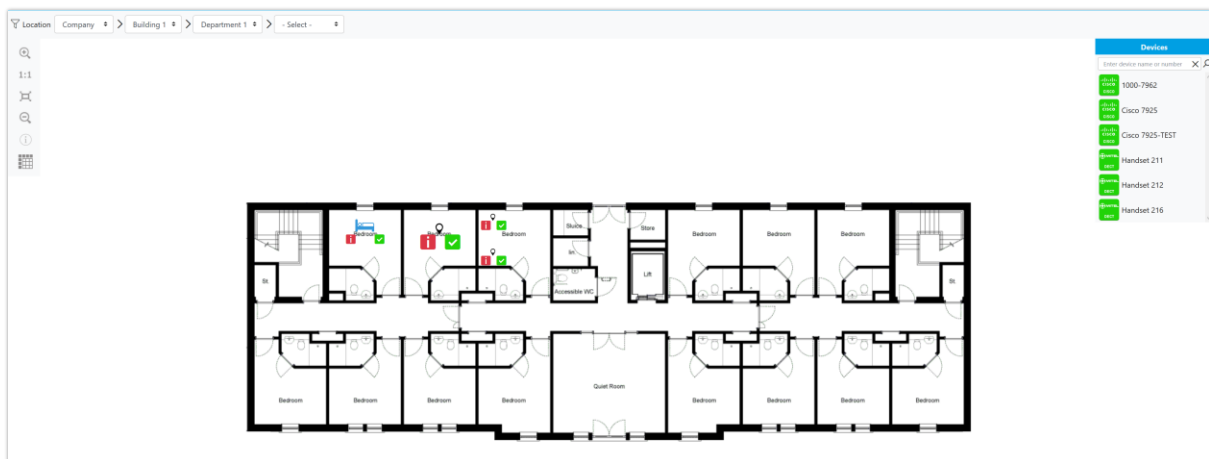 Location Company Building 1 Department 1 - Select -
Devices
Enter device name or number
1:1
1000-7962
Cisco 7925
Cisco 7925-TEST
Handset 211
Handset 212
Handset 216
Bedroom Bedroom Bedroom Sluice Store Bedroom Bedroom Bedroom
In
St. Lift St.
Accessible WC
Quiet Room
Bedroom Bedroom Bedroom Bedroom Bedroom Bedroom Bedroom Bedroom